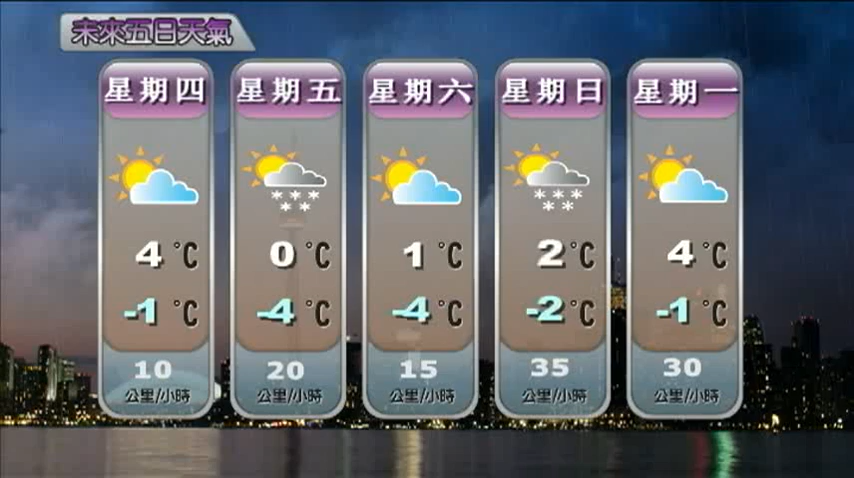 未來五日天氣
星期四 星期五 星期六 星期日 星期一
4 °C 0 °C 1 °C 2 °C 4 °C
-1 °C -4 °C -4 °C -2 °C -1 °C
10 20 15 35 30
公里/小時 公里/小時 公里/小時 公里/小時 公里/小時